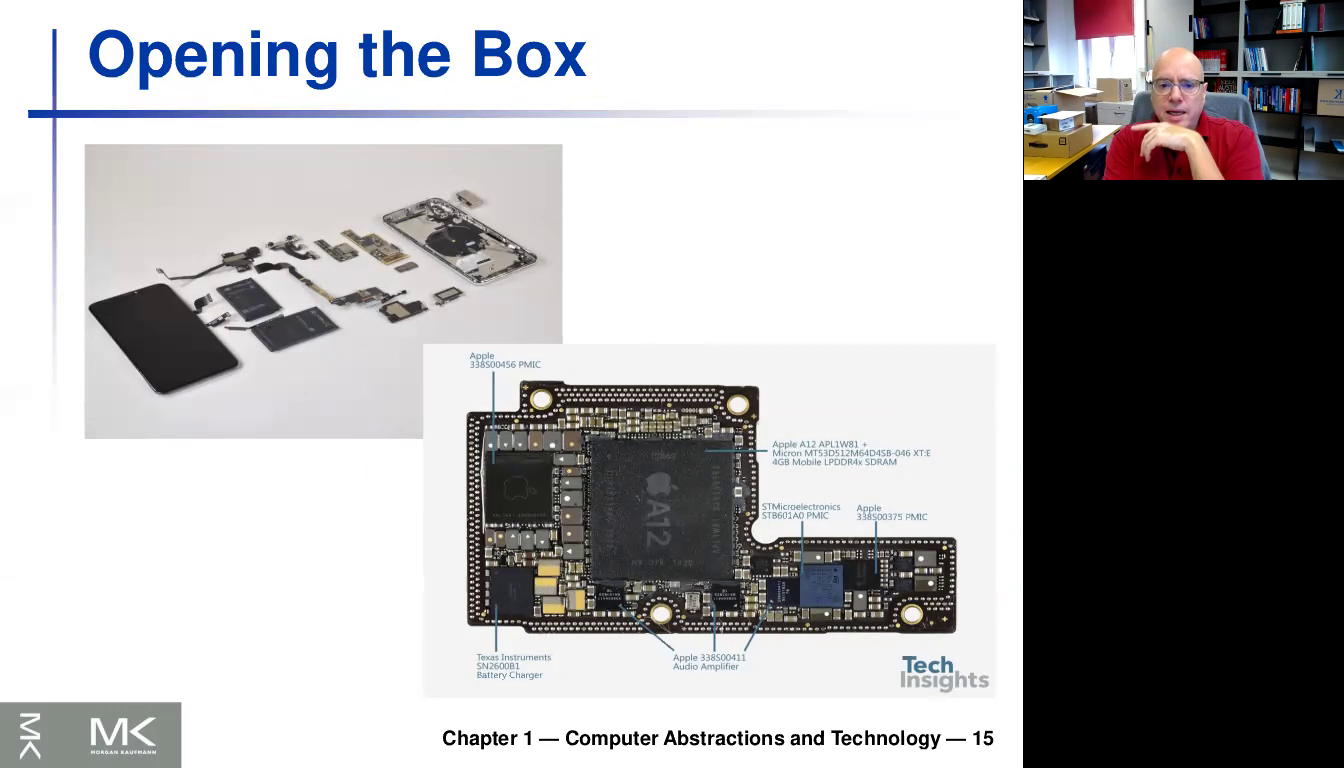 Opening the Box
Apple
338S00456 PMIC
Apple A12 APL1W81 +
Micron MT53D512M64D4SB-046 XT:E
4GB Mobile LPDDR4x SDRAM
STMicroelectronics
STB601A0 PMIC
Apple
338S00375 PMIC
A12
Texas Instruments
SN2600B1
Battery Charger
Apple 338S00411
Audio Amplifier
Tech
Insights
MK
MK
MORGAN KAUFMANN
Chapter 1 — Computer Abstractions and Technology — 15